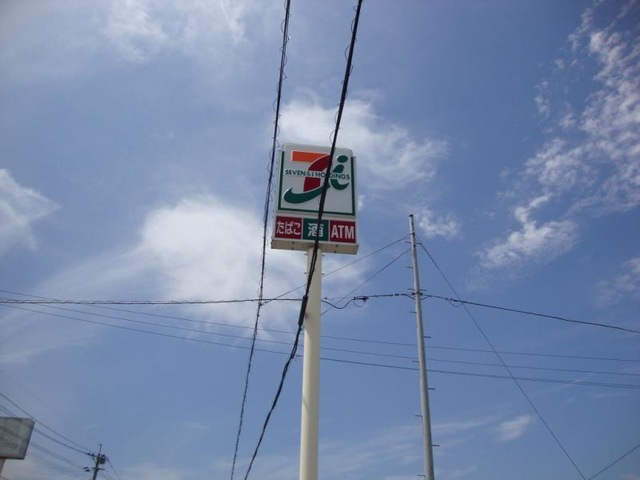 SEVEN & i HOLDINGS
たばこ 酒 ATM